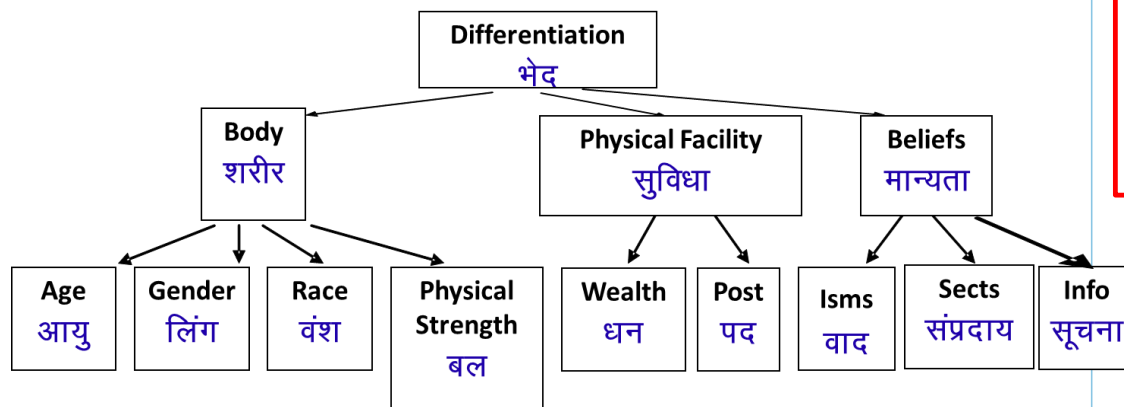 Differentiation
भेद
Body
शरीर
Physical Facility
सुविधा
Beliefs
मान्यता
Age
आयु
Gender
लिंग
Race
वंश
Physical
Strength
बल
Wealth
धन
Post
पद
Isms
वाद
Sects
संप्रदाय
Info
सूचना